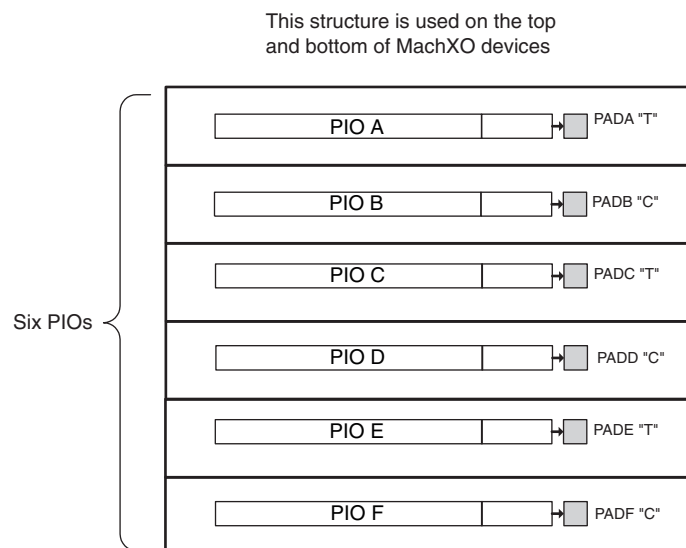 This structure is used on the top
and bottom of MachXO devices
PIO A
PADA "T"
PIO B
PADB "C"
PIO C
PADC "T"
Six PIOs
PIO D
PADD "C"
PIO E
PADE "T"
PIO F
PADF "C"